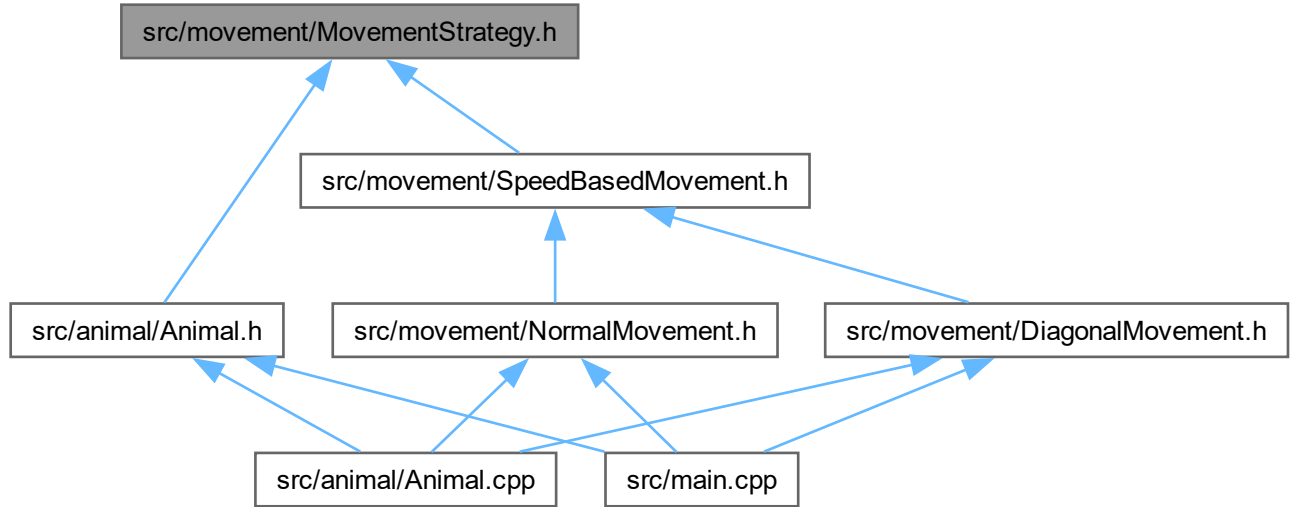 src/movement/MovementStrategy.h
src/movement/SpeedBasedMovement.h
src/animal/Animal.h
src/movement/NormalMovement.h
src/movement/DiagonalMovement.h
src/animal/Animal.cpp
src/main.cpp